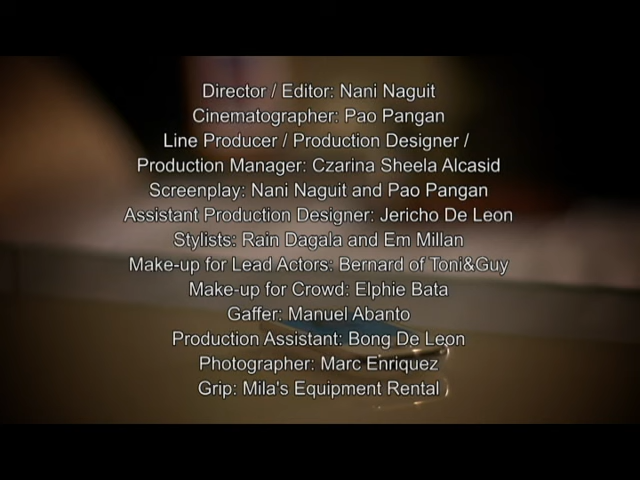 Director / Editor: Nani Naguit
Cinematographer: Pao Pangan
Line Producer / Production Designer /
Production Manager: Czarina Sheela Alcasid
Screenplay: Nani Naguit and Pao Pangan
Assistant Production Designer: Jericho De Leon
Stylists: Rain Dagala and Em Millan
Make-up for Lead Actors: Bernard of Toni&Guy
Make-up for Crowd: Elphie Bata
Gaffer: Manuel Abanto
Production Assistant: Bong De Leon
Photographer: Marc Enriquez
Grip: Mila's Equipment Rental